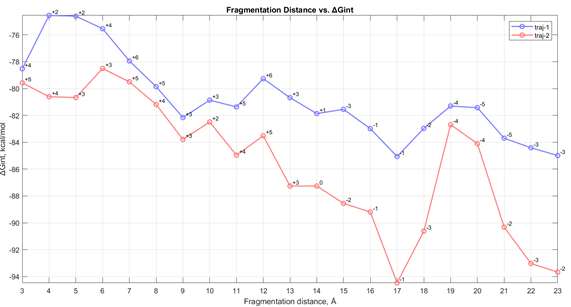 Fragmentation Distance vs. ΔGint
traj-1
traj-2
ΔGint, kcal/mol
-76
-78
-80
-82
-84
-86
-88
-90
-92
-94
+4 +2 +2 +4 +4 +4 +3 +3 +5 +6 +3 +1 -3 -1 -1 -3 -4 -5 -5 -3 -3
+5 +4 +3 +3 +5 +4 +3 +2 +4 +5 +3 0 -2 -1 -1 -3 -4 -4 -2 -3 -2
3 4 5 6 7 8 9 10 11 12 13 14 15 16 17 18 19 20 21 22 23
Fragmentation distance, Å